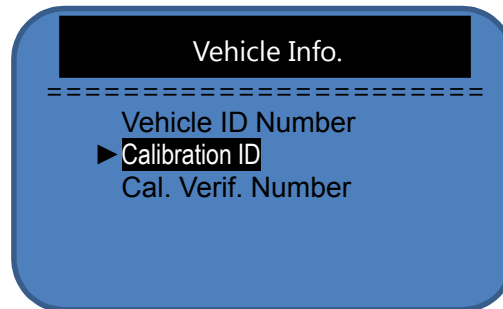 Vehicle Info.
=======================
Vehicle ID Number
►Calibration ID
Cal. Verif. Number